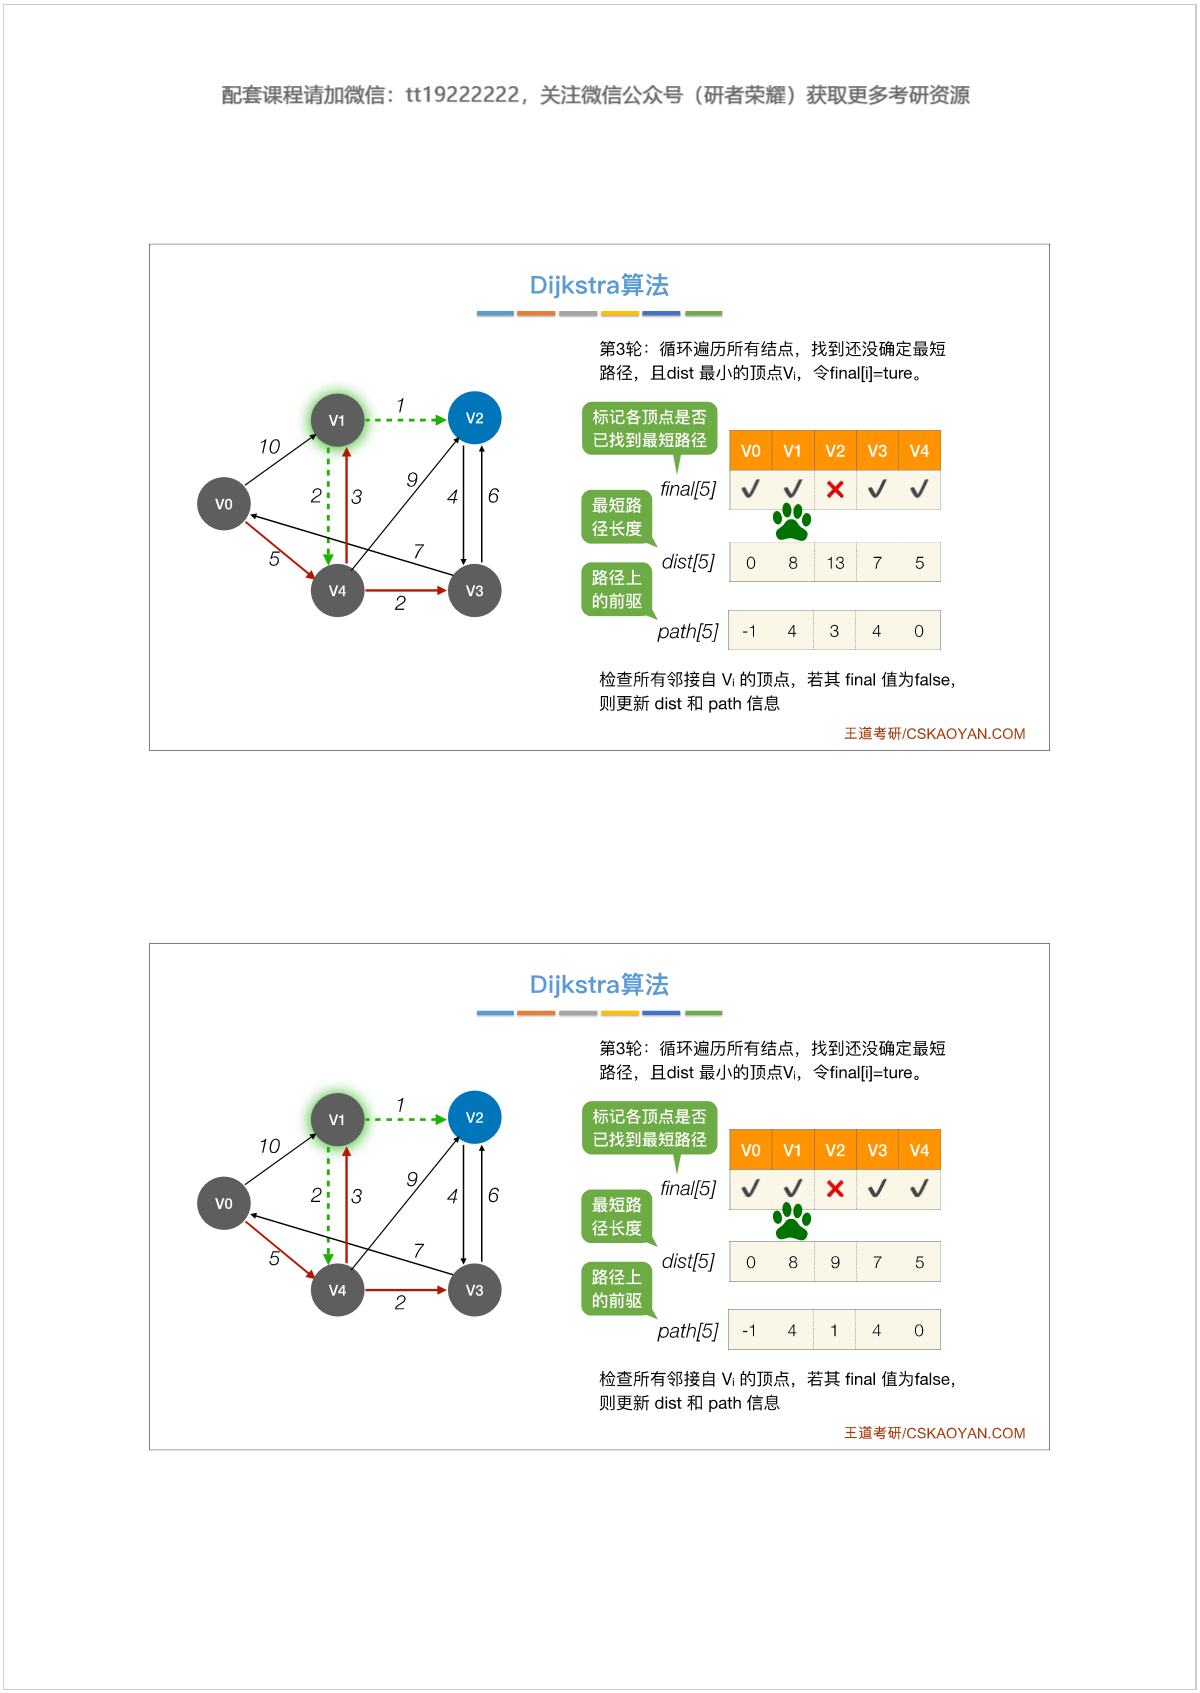 配套课程请加微信：tt19222222，关注微信公众号（研者荣耀）获取更多考研资源
Dijkstra算法
第3轮：循环遍历所有结点，找到还没确定最短
路径，且dist 最小的顶点Vᵢ，令final[i]=ture。
标记各顶点是否
已找到最短路径
V0 V1 V2 V3 V4
final[5] ✓ ✓ ✕ ✓ ✓
最短路
径长度
dist[5] 0 8 13 7 5
路径上
的前驱
path[5] -1 4 3 4 0
检查所有邻接自 Vᵢ 的顶点，若其 final 值为false，
则更新 dist 和 path 信息
V1 1 V2
10
V0 2 3 9 4 6
5 7
V4 2 V3
王道考研/CSKAOYAN.COM
Dijkstra算法
第3轮：循环遍历所有结点，找到还没确定最短
路径，且dist 最小的顶点Vᵢ，令final[i]=ture。
标记各顶点是否
已找到最短路径
V0 V1 V2 V3 V4
final[5] ✓ ✓ ✕ ✓ ✓
最短路
径长度
dist[5] 0 8 9 7 5
路径上
的前驱
path[5] -1 4 1 4 0
检查所有邻接自 Vᵢ 的顶点，若其 final 值为false，
则更新 dist 和 path 信息
V1 1 V2
10
V0 2 3 9 4 6
5 7
V4 2 V3
王道考研/CSKAOYAN.COM